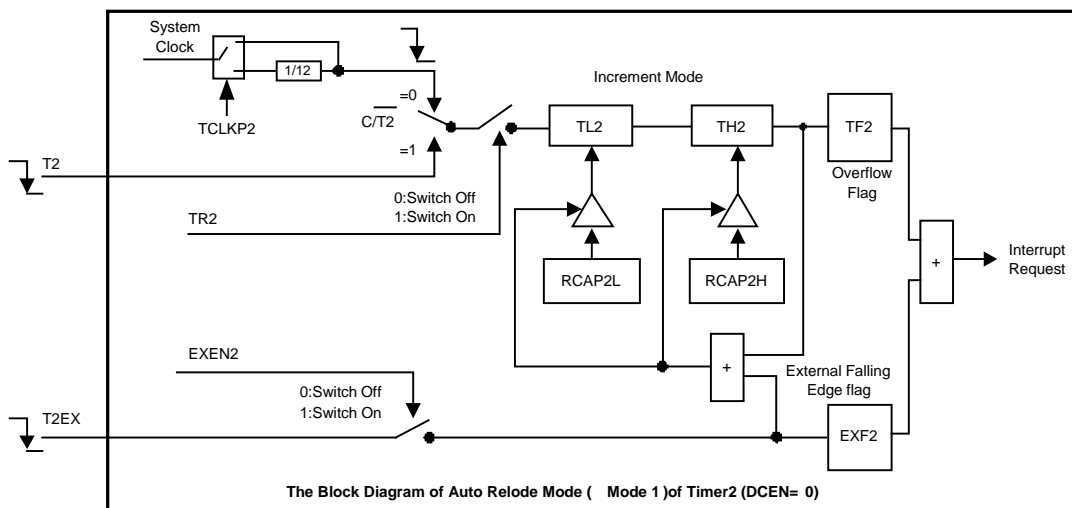 System
Clock
1/12
TCLKP2
=0
C/T2
=1
Increment Mode
TL2
TH2
TF2
Overflow
Flag
T2
0:Switch Off
1:Switch On
TR2
RCAP2L
RCAP2H
+
Interrupt
Request
EXEN2
0:Switch Off
1:Switch On
+
External Falling
Edge flag
T2EX
EXF2
The Block Diagram of Auto Relode Mode ( Mode 1 )of Timer2 (DCEN= 0)